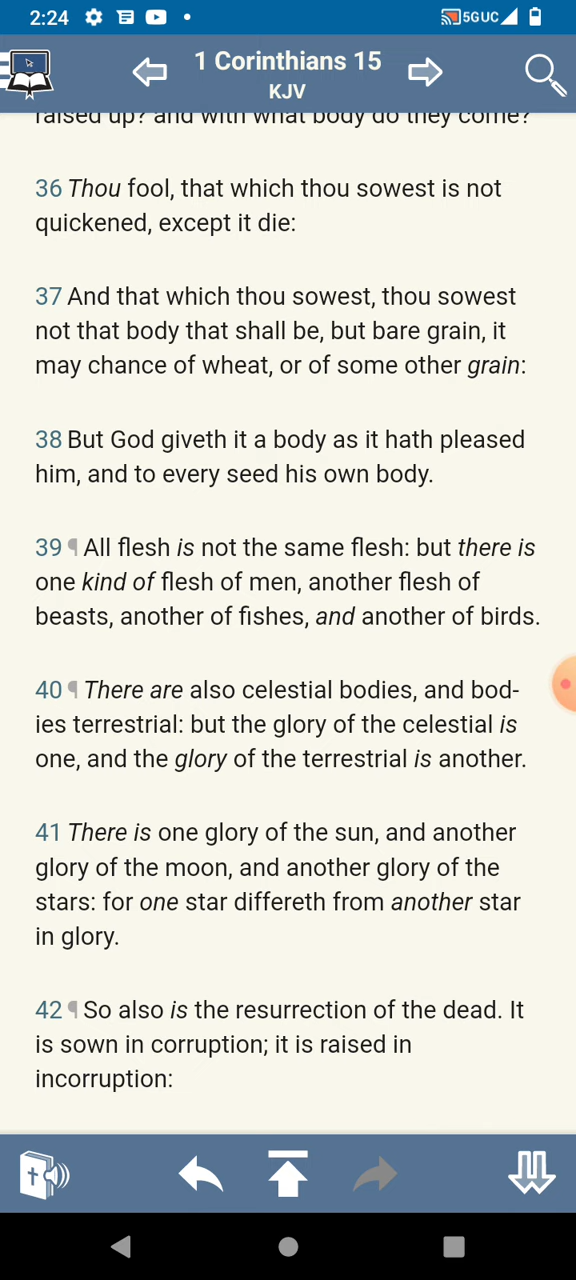 2:24
5GUC
1 Corinthians 15
KJV
raised up? and with what body do they come?
36 Thou fool, that which thou sowest is not
quickened, except it die:
37 And that which thou sowest, thou sowest
not that body that shall be, but bare grain, it
may chance of wheat, or of some other grain:
38 But God giveth it a body as it hath pleased
him, and to every seed his own body.
39 ¶ All flesh is not the same flesh: but there is
one kind of flesh of men, another flesh of
beasts, another of fishes, and another of birds.
40 ¶ There are also celestial bodies, and bod-
ies terrestrial: but the glory of the celestial is
one, and the glory of the terrestrial is another.
41 There is one glory of the sun, and another
glory of the moon, and another glory of the
stars: for one star differeth from another star
in glory.
42 ¶ So also is the resurrection of the dead. It
is sown in corruption; it is raised in
incorruption: